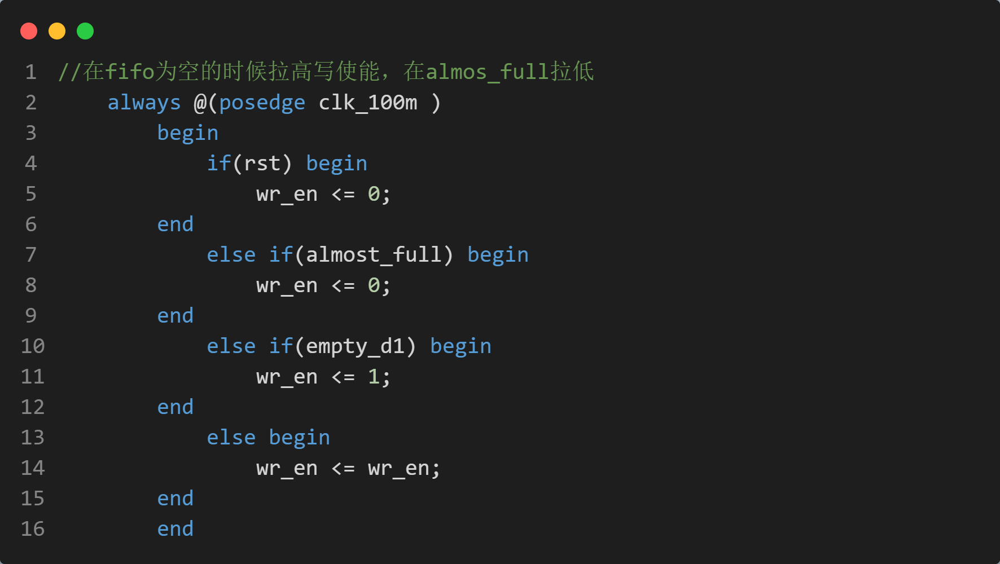 1 //在fifo为空的时候拉高写使能，在almos_full拉低
2     always @(posedge clk_100m )
3         begin
4             if(rst) begin
5                 wr_en <= 0;
6         end
7             else if(almost_full) begin
8                 wr_en <= 0;
9         end
10             else if(empty_d1) begin
11                 wr_en <= 1;
12         end
13             else begin
14                 wr_en <= wr_en;
15         end
16         end